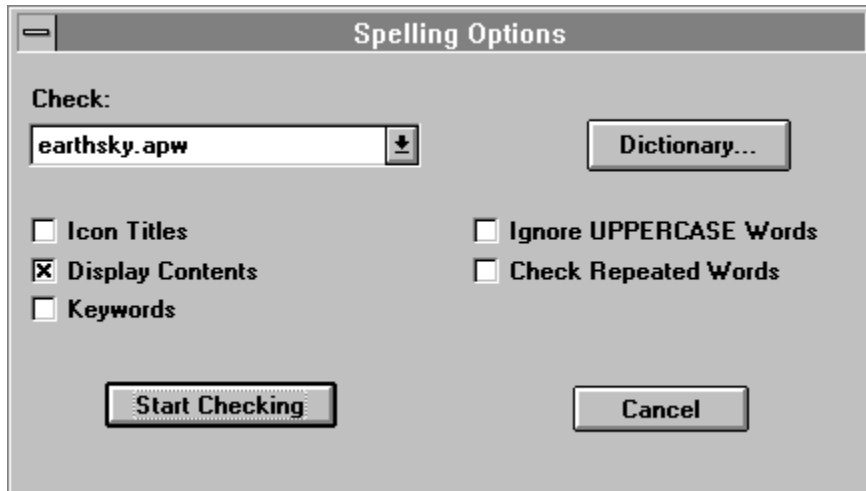 Spelling Options
Check:
earthsky.apw
Dictionary...
Icon Titles
Ignore UPPERCASE Words
Display Contents
Check Repeated Words
Keywords
Start Checking
Cancel